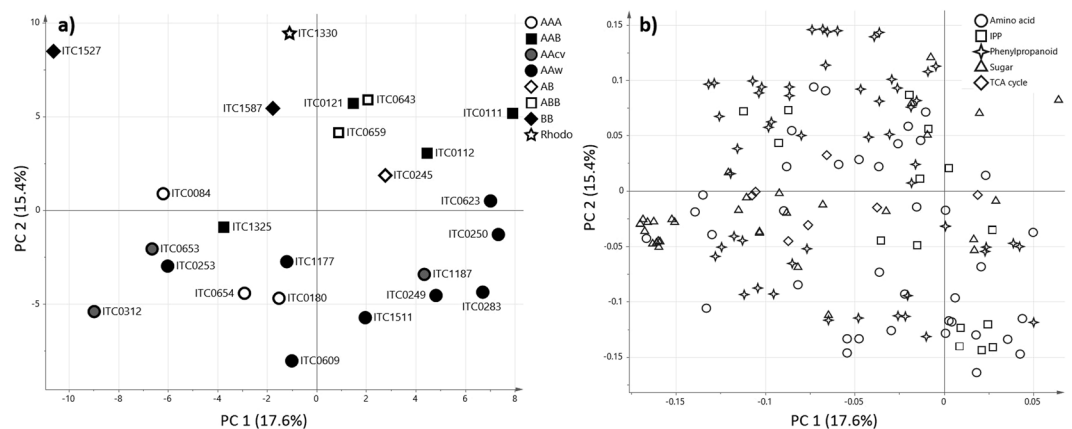 a)
10
5
0
-5
-10 -8 -6 -4 -2 0 2 4 6 8
PC 1 (17.6%)
PC 2 (15.4%)
ITC1330
ITC1527
ITC1587
ITC0121
ITC0643
ITC0111
ITC0659
ITC0112
ITC0245
ITC0084
ITC0623
ITC1325
ITC0250
ITC0653
ITC0253
ITC1177
ITC1187
ITC0654
ITC0180
ITC0249
ITC0283
ITC0312
ITC1511
ITC0609
AAA
AAB
AAcv
AAw
AB
ABB
BB
Rhodo
b)
0.15
0.10
0.05
0
-0.05
-0.10
-0.15
-0.15 -0.10 -0.05 0 0.05
PC 1 (17.6%)
PC 2 (15.4%)
Amino acid
IPP
Phenylpropanoid
Sugar
TCA cycle